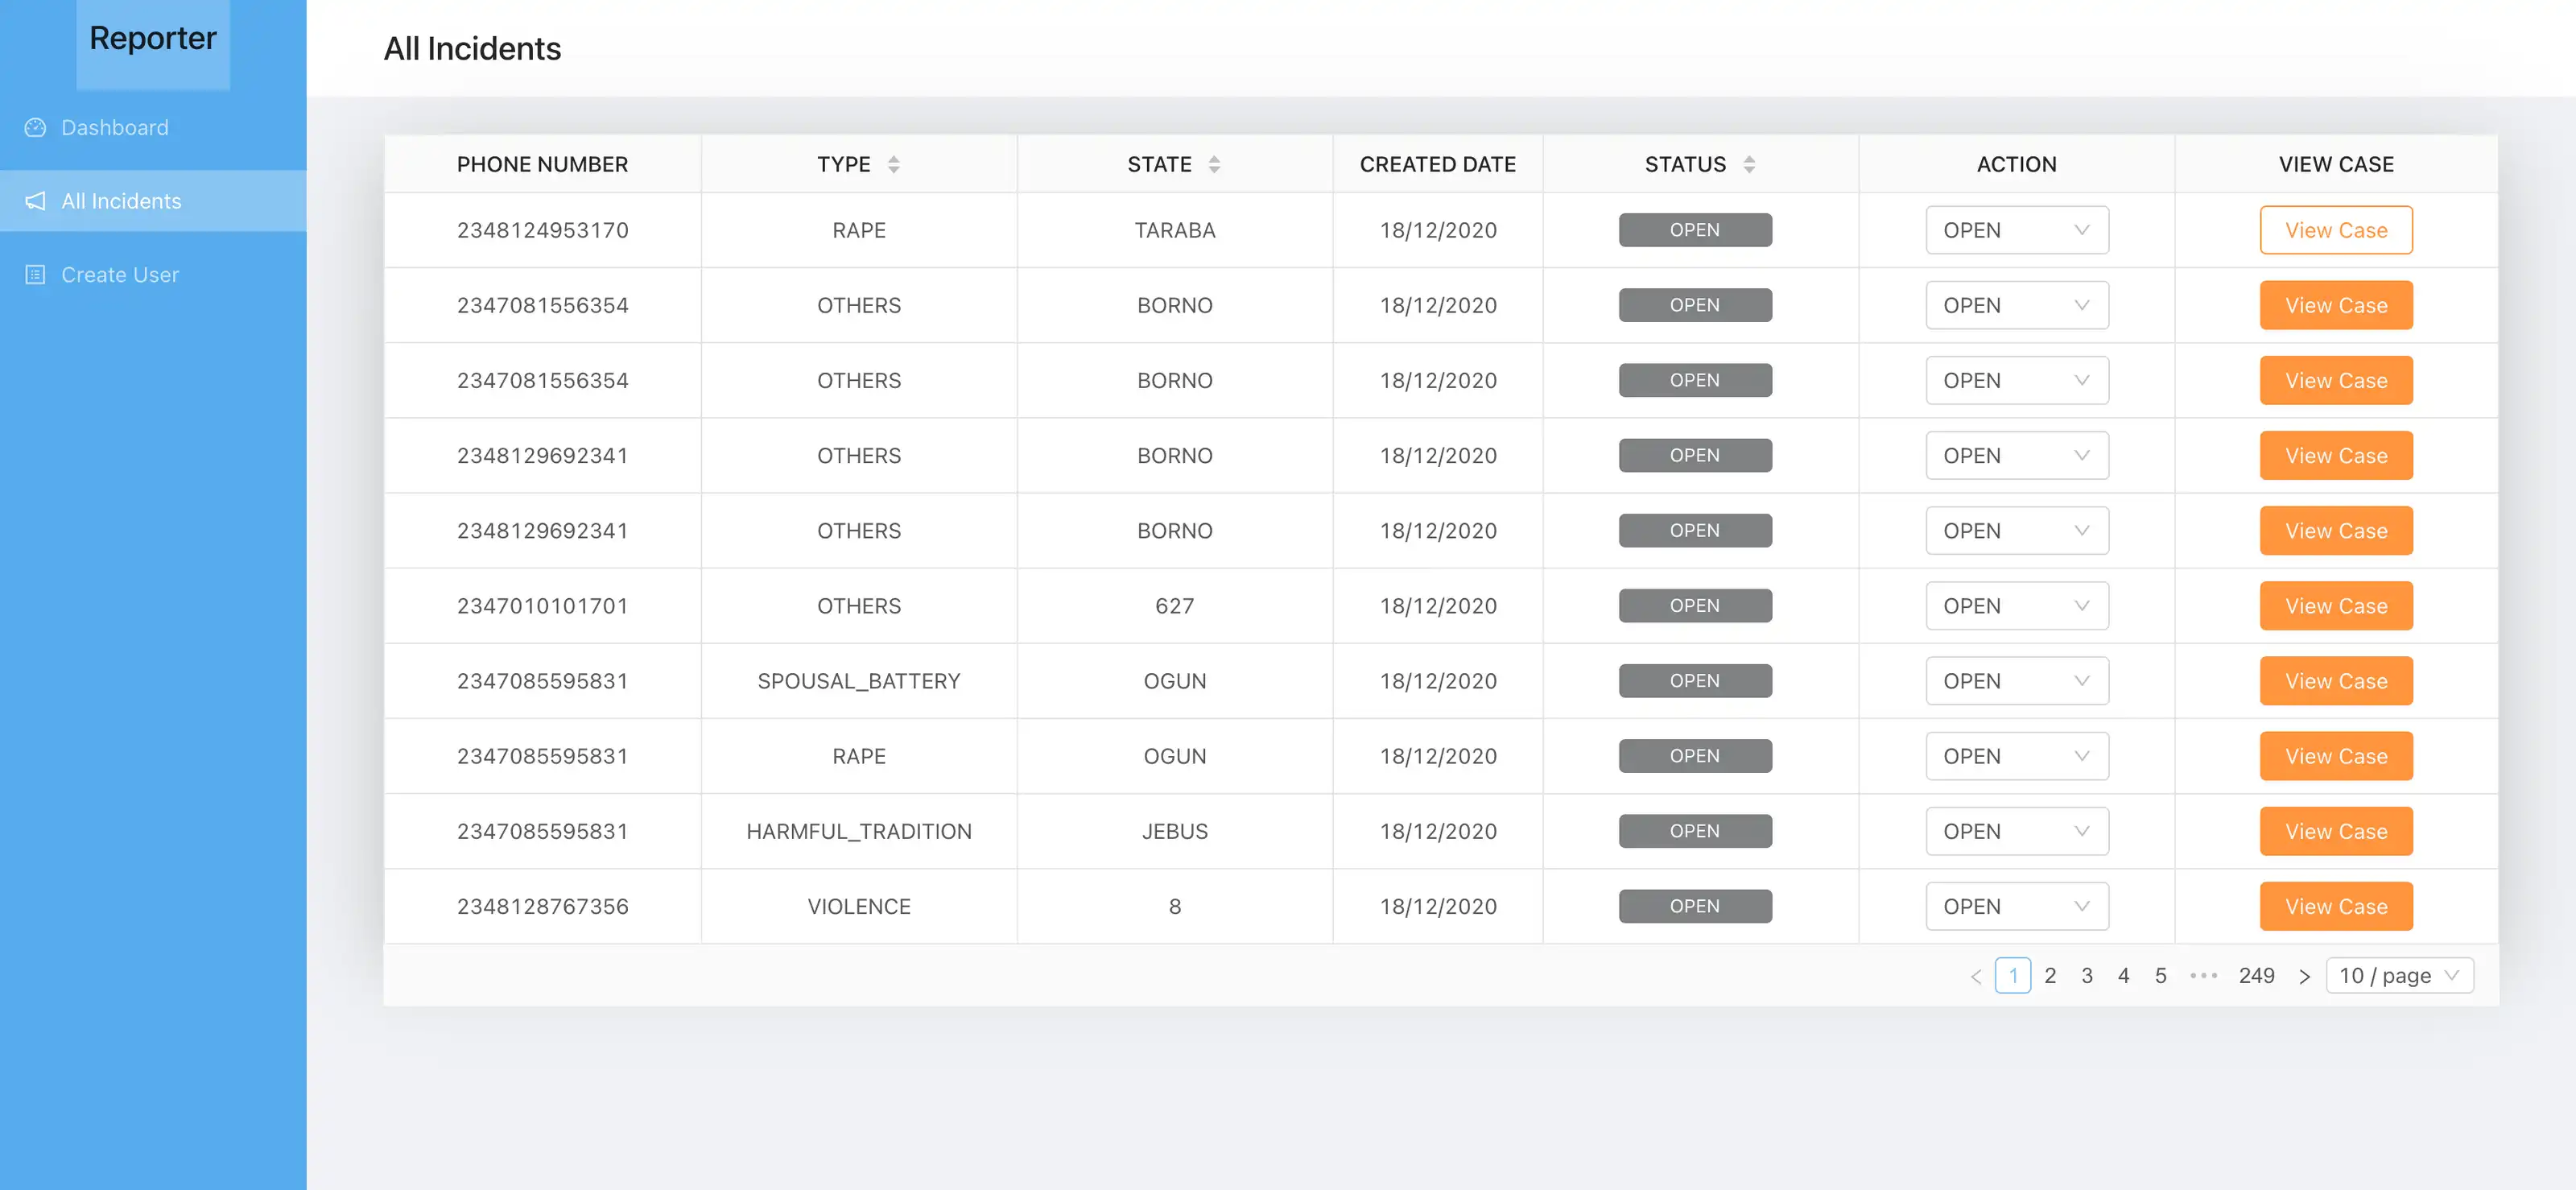 Reporter
Dashboard
All Incidents
Create User
All Incidents
PHONE NUMBER TYPE STATE CREATED DATE STATUS ACTION VIEW CASE
2348124953170 RAPE TARABA 18/12/2020 OPEN OPEN View Case
2347081556354 OTHERS BORNO 18/12/2020 OPEN OPEN View Case
2347081556354 OTHERS BORNO 18/12/2020 OPEN OPEN View Case
2348129692341 OTHERS BORNO 18/12/2020 OPEN OPEN View Case
2348129692341 OTHERS BORNO 18/12/2020 OPEN OPEN View Case
2347010101701 OTHERS 627 18/12/2020 OPEN OPEN View Case
2347085595831 SPOUSAL_BATTERY OGUN 18/12/2020 OPEN OPEN View Case
2347085595831 RAPE OGUN 18/12/2020 OPEN OPEN View Case
2347085595831 HARMFUL_TRADITION JEBUS 18/12/2020 OPEN OPEN View Case
2348128767356 VIOLENCE 8 18/12/2020 OPEN OPEN View Case
< 1 2 3 4 5 ••• 249 > 10 / page